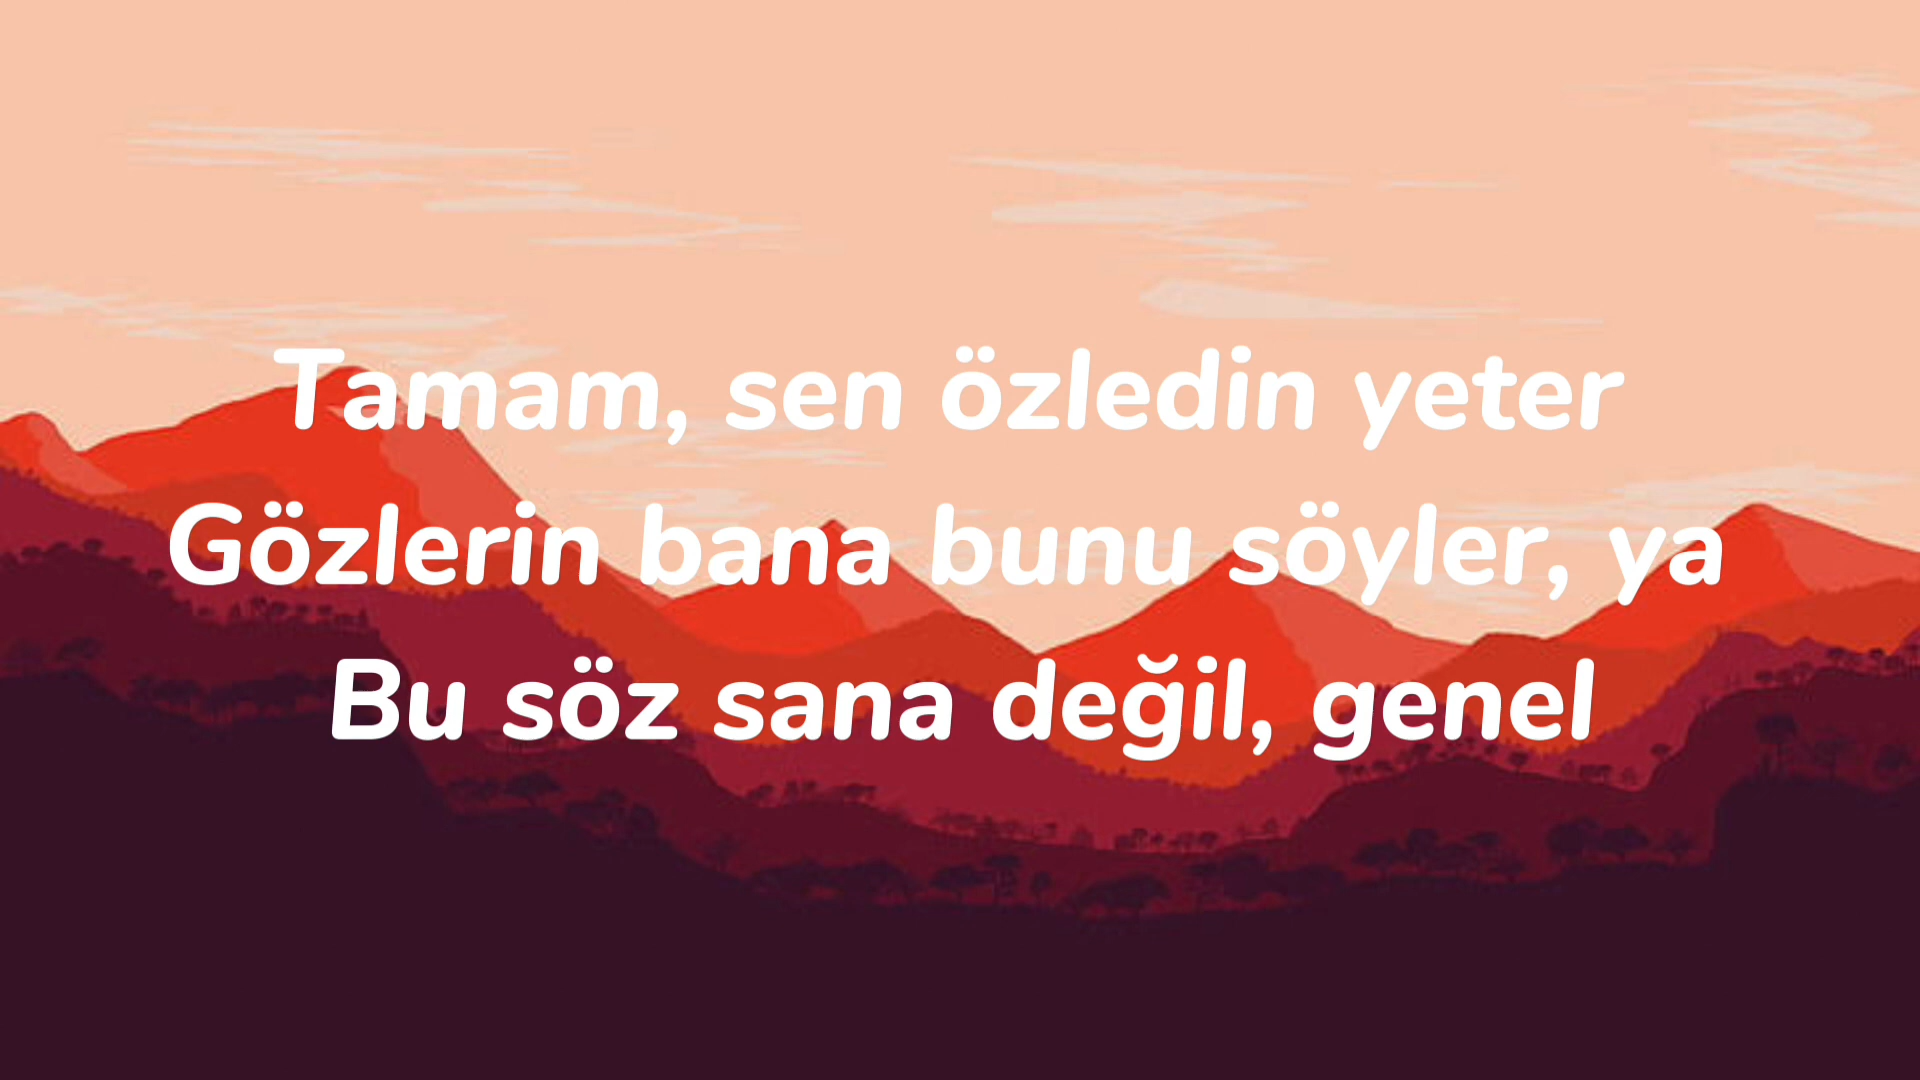 Tamam, sen özledin yeter
Gözlerin bana bunu söyler, ya
Bu söz sana değil, genel